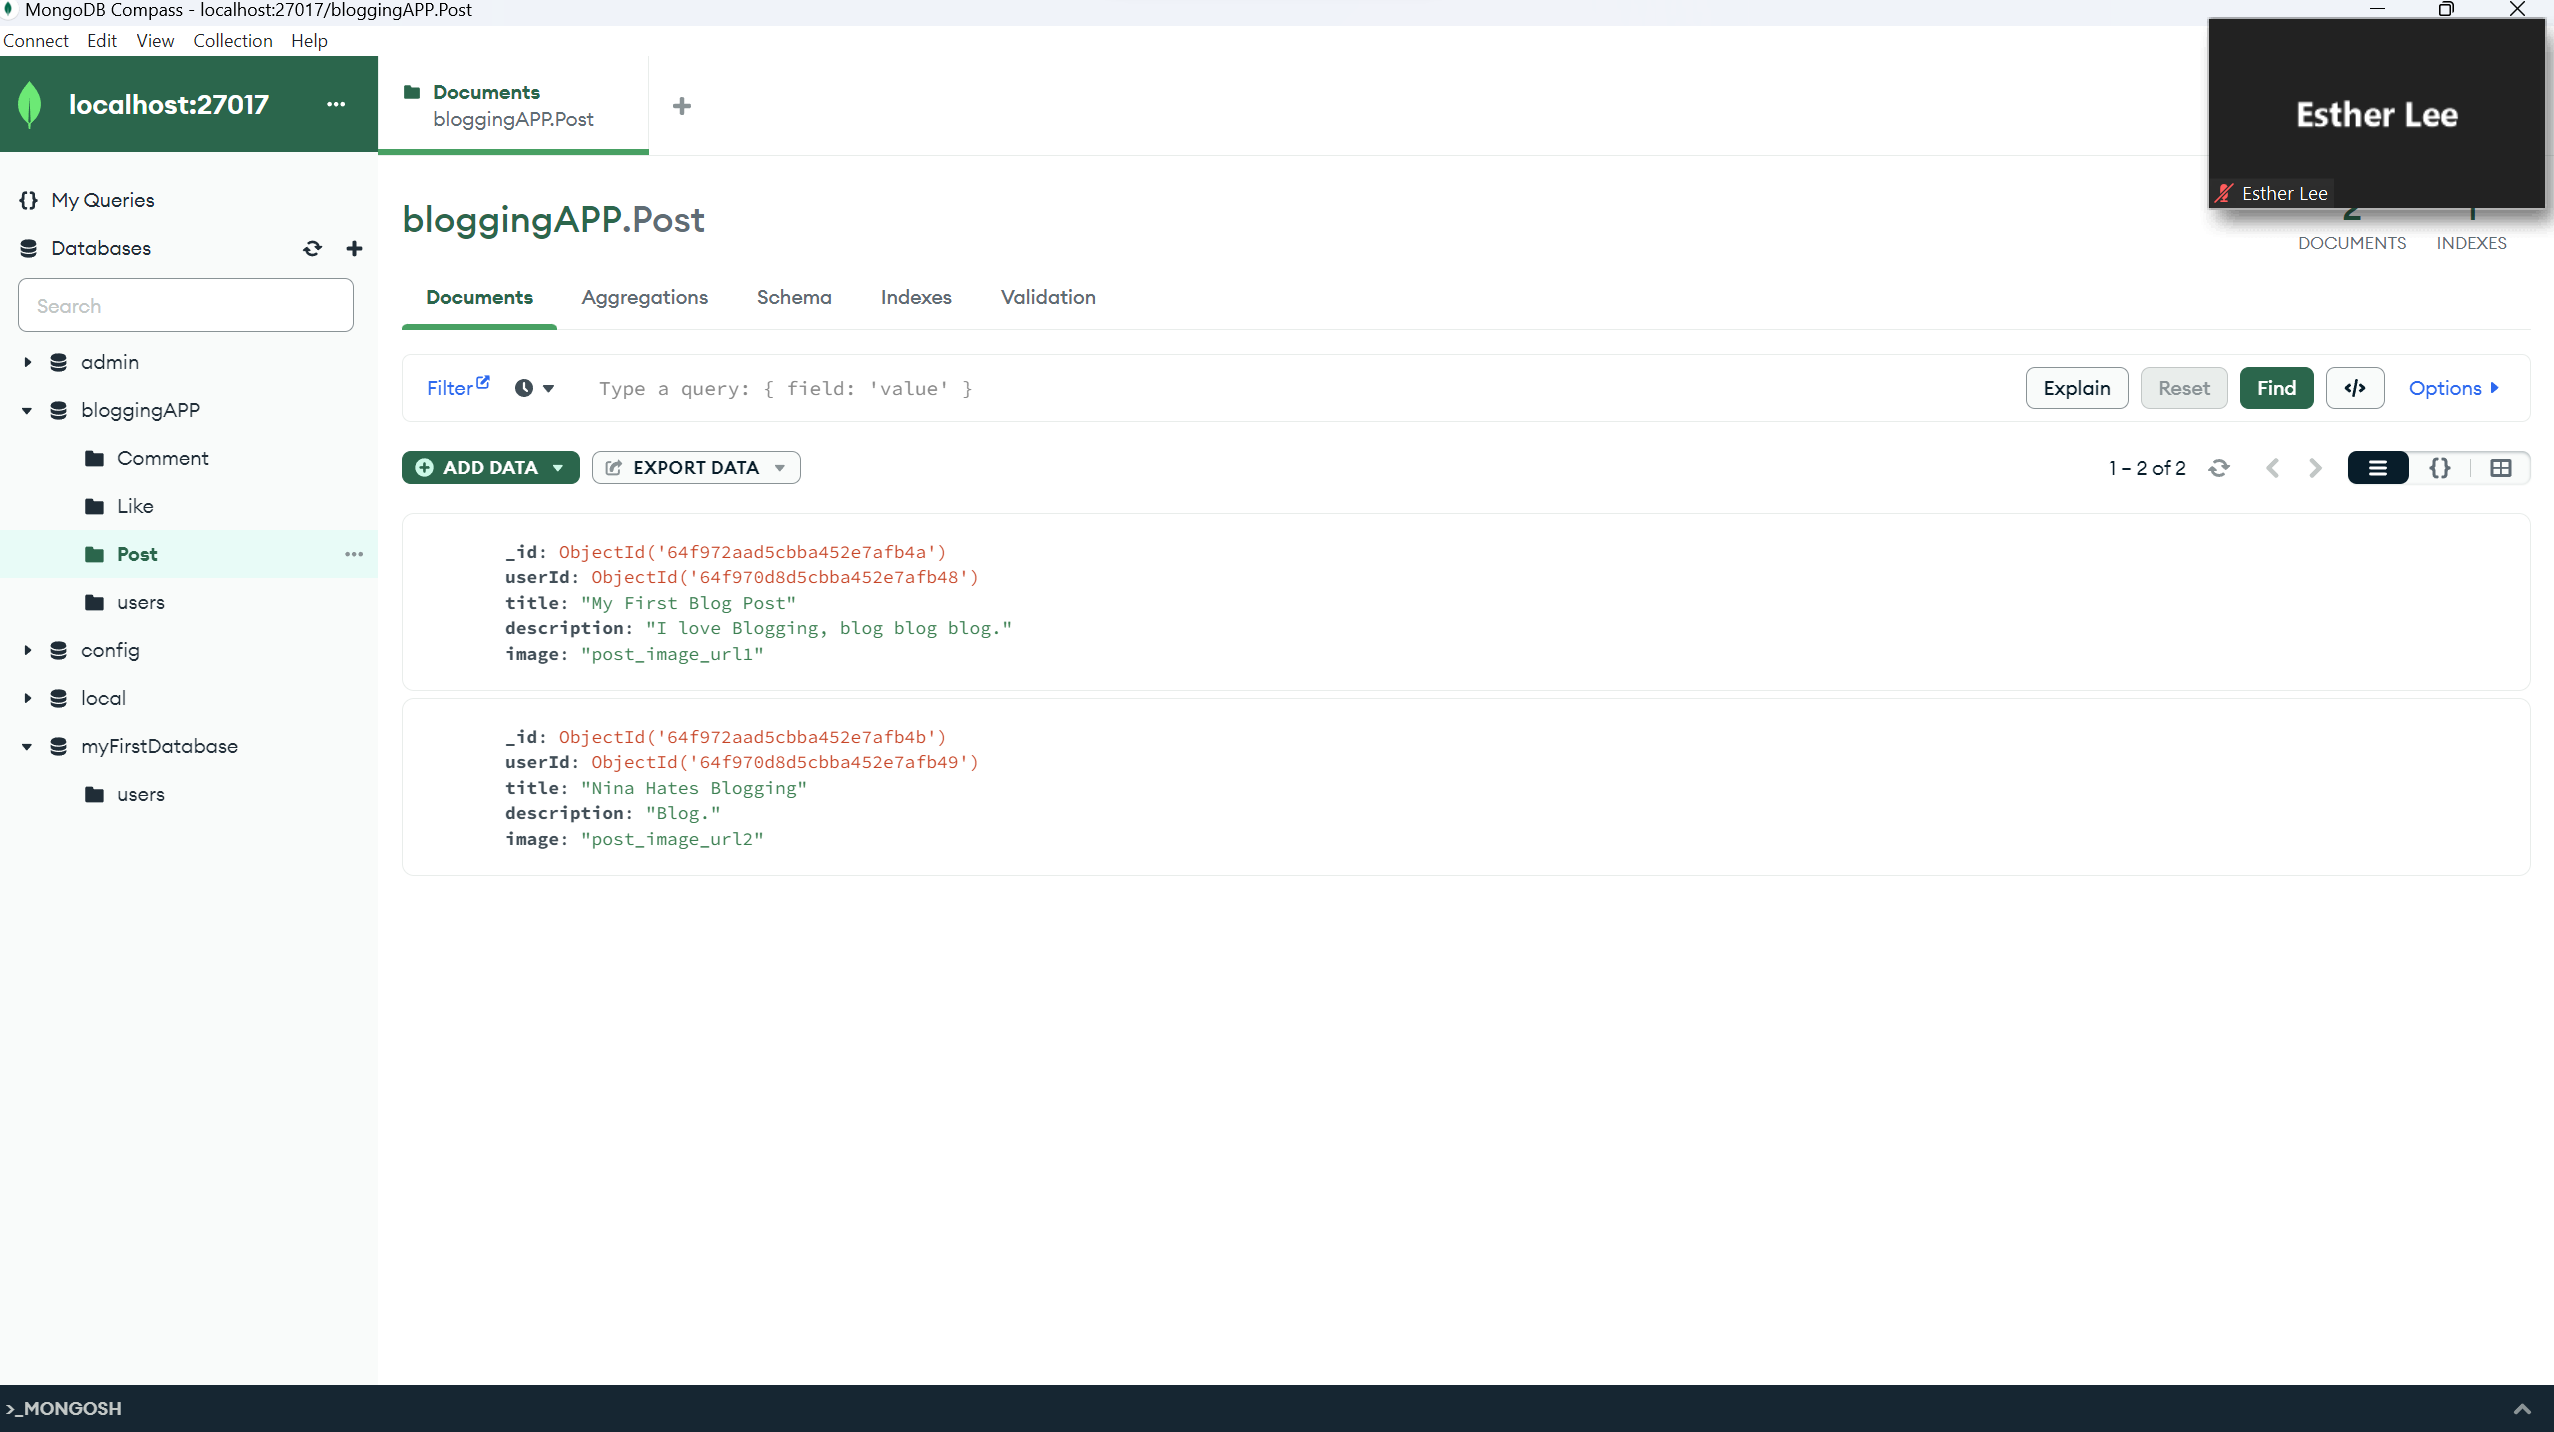 MongoDB Compass - localhost:27017/bloggingAPP.Post
Connect Edit View Collection Help
localhost:27017
Documents
bloggingAPP.Post
Esther Lee
Esther Lee
My Queries
Databases
Search
admin
bloggingAPP
Comment
Like
Post
users
config
local
myFirstDatabase
users
bloggingAPP.Post
DOCUMENTS INDEXES
Documents Aggregations Schema Indexes Validation
Filter Type a query: { field: 'value' } Explain Reset Find </> Options
ADD DATA EXPORT DATA 1 – 2 of 2 {}
_id: ObjectId('64f972aad5cbba452e7afb4a')
userId: ObjectId('64f970d8d5cbba452e7afb48')
title: "My First Blog Post"
description: "I love Blogging, blog blog blog."
image: "post_image_url1"
_id: ObjectId('64f972aad5cbba452e7afb4b')
userId: ObjectId('64f970d8d5cbba452e7afb49')
title: "Nina Hates Blogging"
description: "Blog."
image: "post_image_url2"
>_MONGOSH